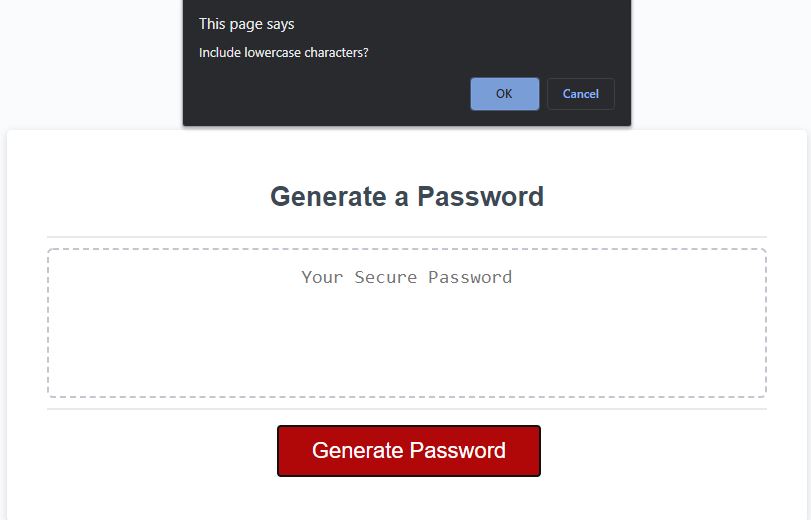 This page says
Include lowercase characters?
OK
Cancel
Generate a Password
Your Secure Password
Generate Password